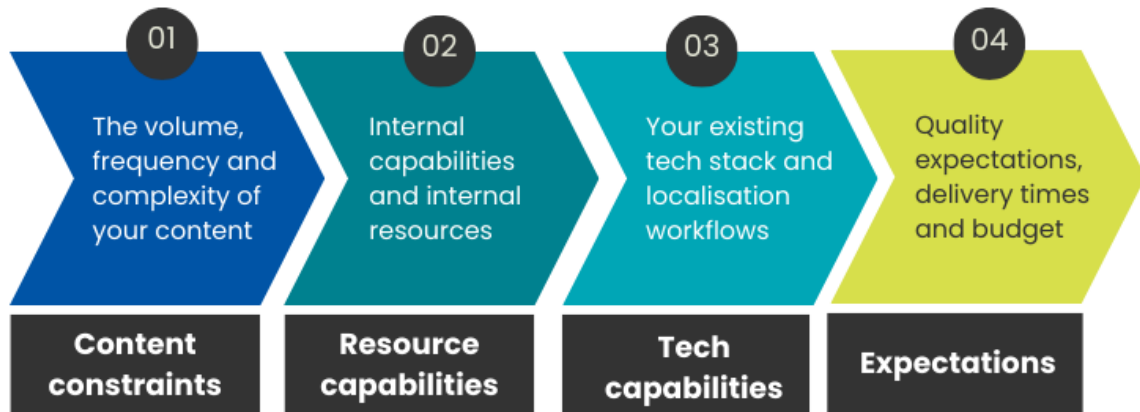 01
The volume,
frequency and
complexity of
your content
Content
constraints
02
Internal
capabilities
and internal
resources
Resource
capabilities
03
Your existing
tech stack and
localisation
workflows
Tech
capabilities
04
Quality
expectations,
delivery times
and budget
Expectations